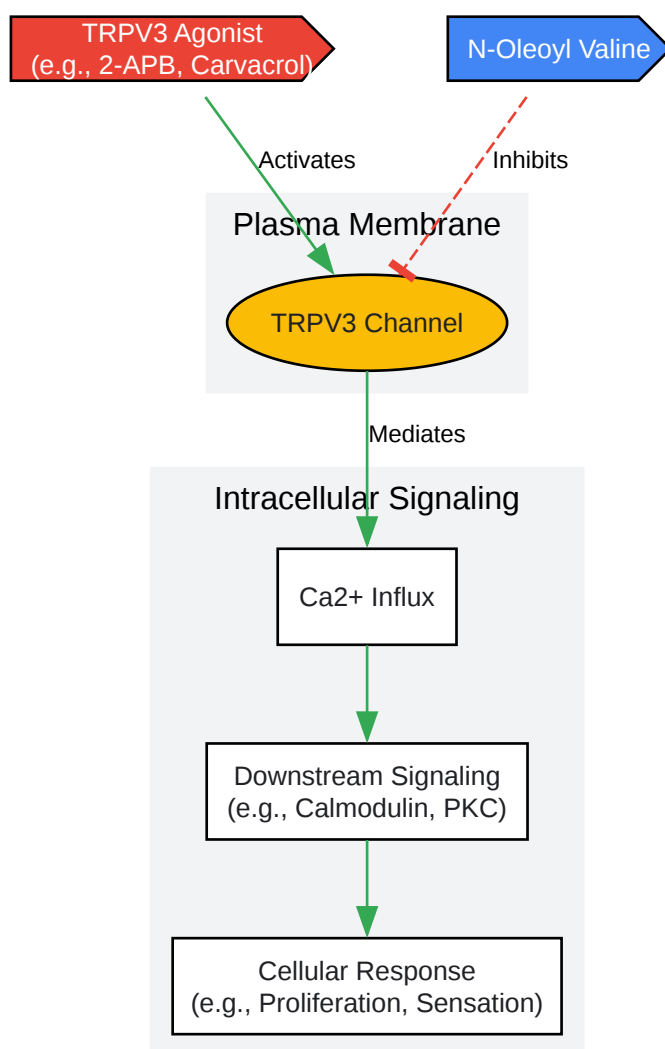 TRPV3 Agonist
(e.g., 2-APB, Carvacrol)
N-Oleoyl Valine
Activates
Inhibits
Plasma Membrane
TRPV3 Channel
Mediates
Intracellular Signaling
Ca2+ Influx
Downstream Signaling
(e.g., Calmodulin, PKC)
Cellular Response
(e.g., Proliferation, Sensation)